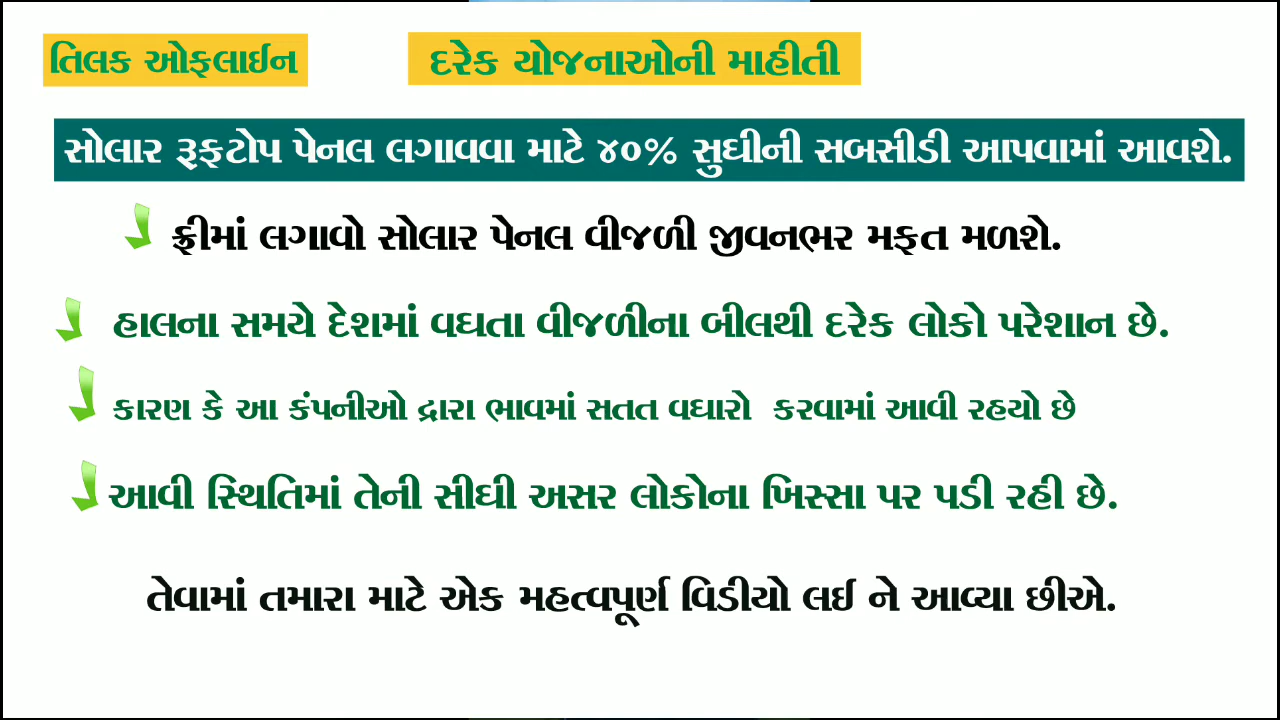 તિલક ઓફલાઈન
દરેક યોજનાઓની માહીતી
સોલાર રૂફટોપ પેનલ લગાવવા માટે ૪૦% સુધીની સબસીડી આપવામાં આવશે.
ફ્રીમાં લગાવો સોલાર પેનલ વીજળી જીવનભર મફત મળશે.
હાલના સમયે દેશમાં વધતા વીજળીના બીલથી દરેક લોકો પરેશાન છે.
કારણ કે આ કંપનીઓ દ્વારા ભાવમાં સતત વધારો કરવામાં આવી રહયો છે
આવી સ્થિતિમાં તેની સીધી અસર લોકોના ખિસ્સા પર પડી રહી છે.
તેવામાં તમારા માટે એક મહત્વપૂર્ણ વિડીયો લઈ ને આવ્યા છીએ.